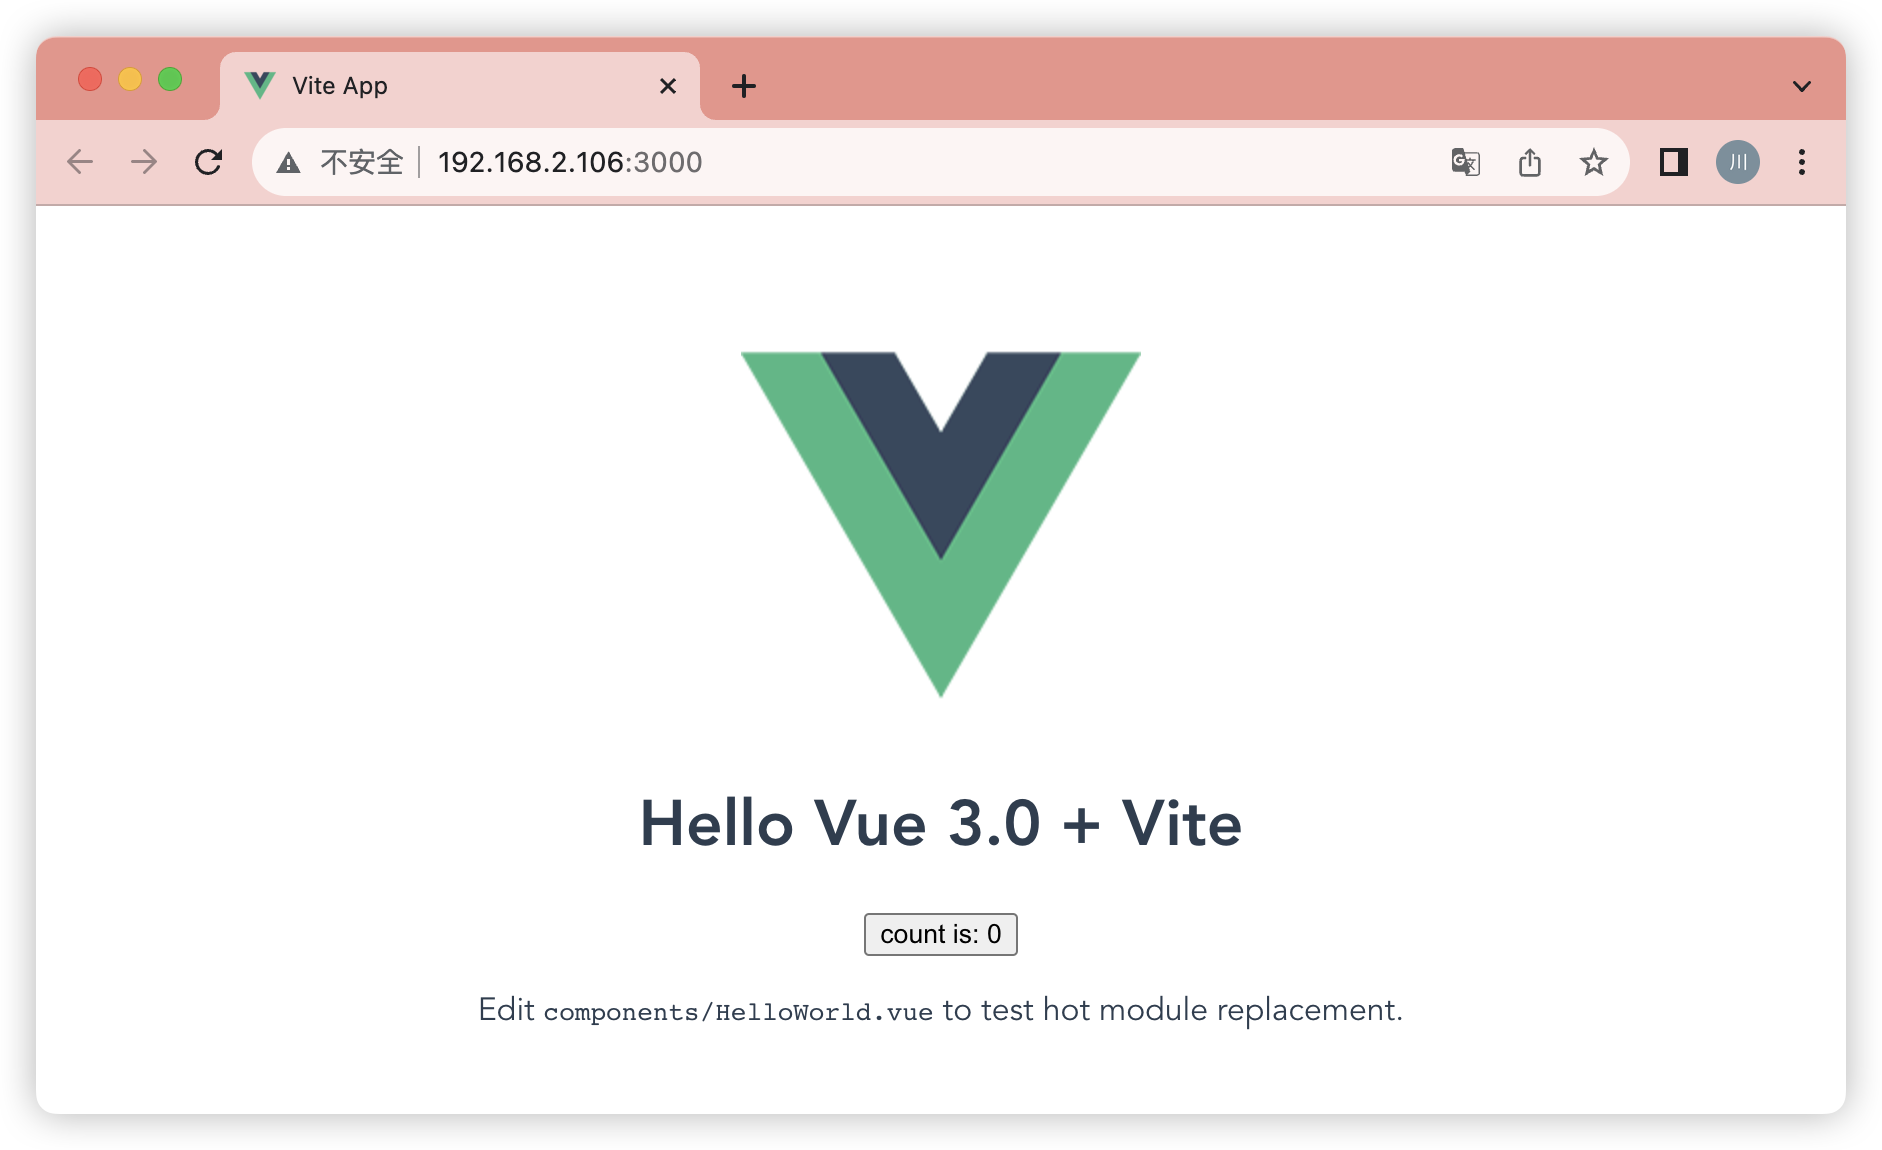 Vite App
不安全 192.168.2.106:3000
川
Hello Vue 3.0 + Vite
count is: 0
Edit components/HelloWorld.vue to test hot module replacement.